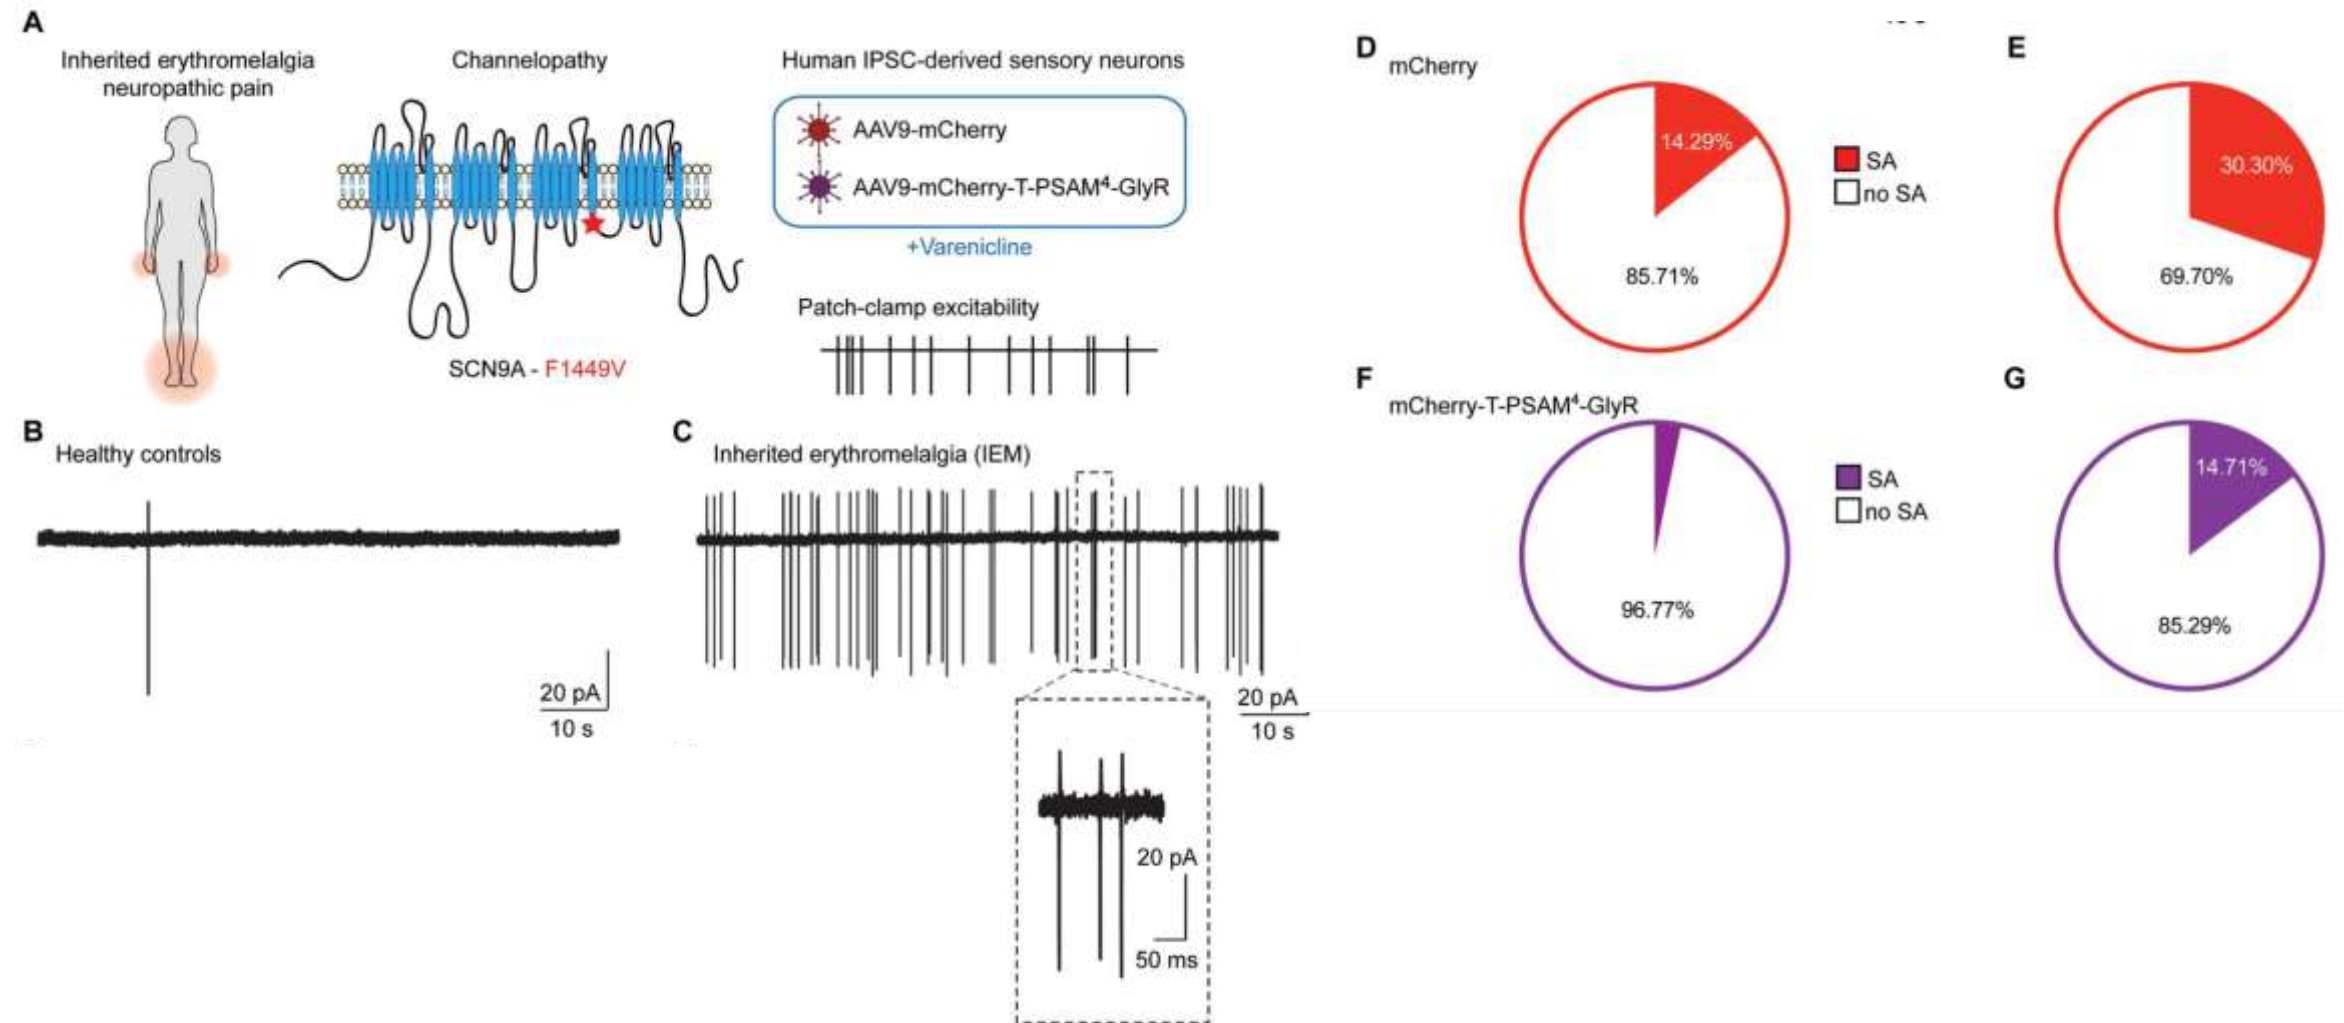 A
Inherited erythromelalgia
neuropathic pain
Channelopathy
SCN9A - F1449V
Human IPSC-derived sensory neurons
AAV9-mCherry
AAV9-mCherry-T-PSAM⁴-GlyR
+Varenicline
Patch-clamp excitability
B
Healthy controls
20 pA
10 s
C
Inherited erythromelalgia (IEM)
20 pA
10 s
20 pA
50 ms
D
mCherry
14.29%
85.71%
SA
no SA
E
30.30%
69.70%
F
mCherry-T-PSAM⁴-GlyR
96.77%
SA
no SA
G
14.71%
85.29%